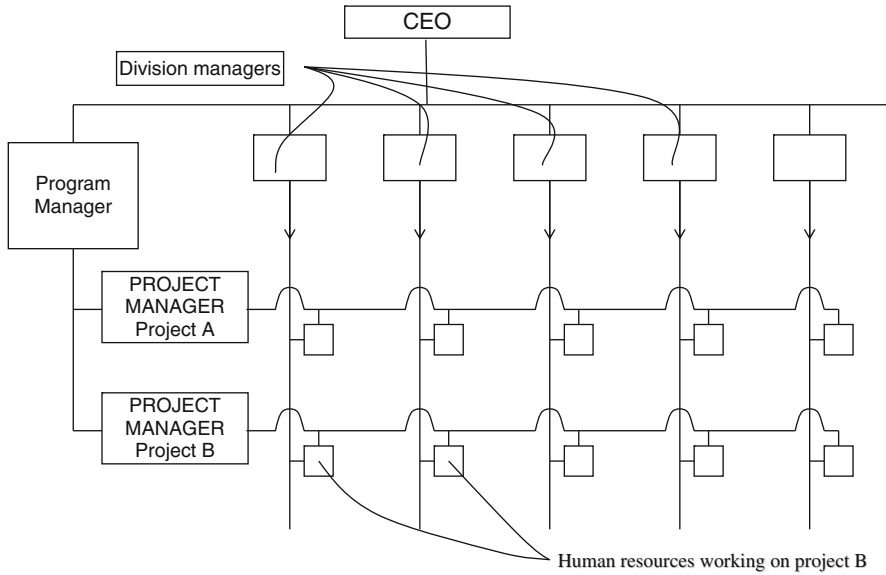 CEO
Division managers
Program
Manager
PROJECT
MANAGER
Project A
PROJECT
MANAGER
Project B
Human resources working on project B